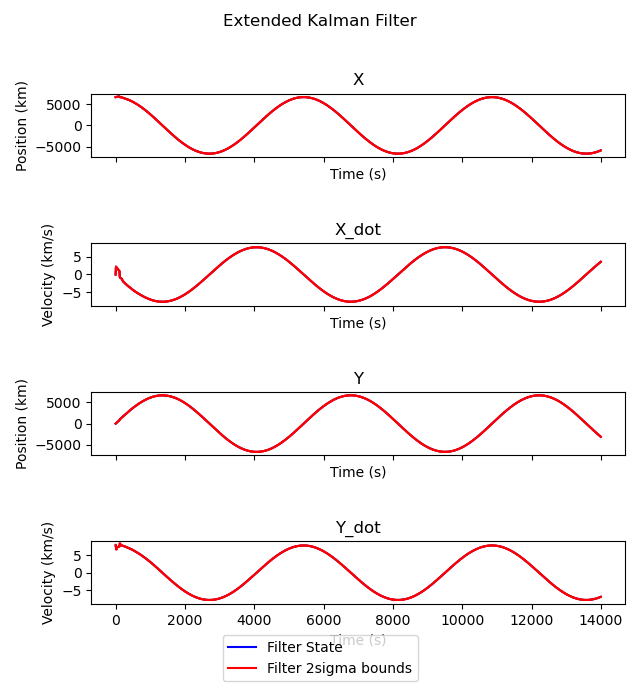 Extended Kalman Filter
X
Position (km)
5000
0
−5000
Time (s)
X_dot
Velocity (km/s)
5
0
−5
Time (s)
Y
Position (km)
5000
0
−5000
Time (s)
Y_dot
Velocity (km/s)
5
0
−5
0 2000 4000 6000 8000 10000 12000 14000
Time (s)
Filter State
Filter 2sigma bounds